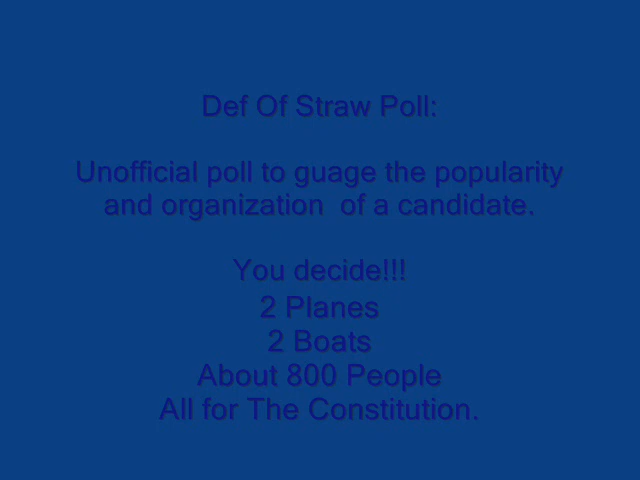 Def Of Straw Poll:
Unofficial poll to guage the popularity
and organization of a candidate.
You decide!!!
2 Planes
2 Boats
About 800 People
All for The Constitution.